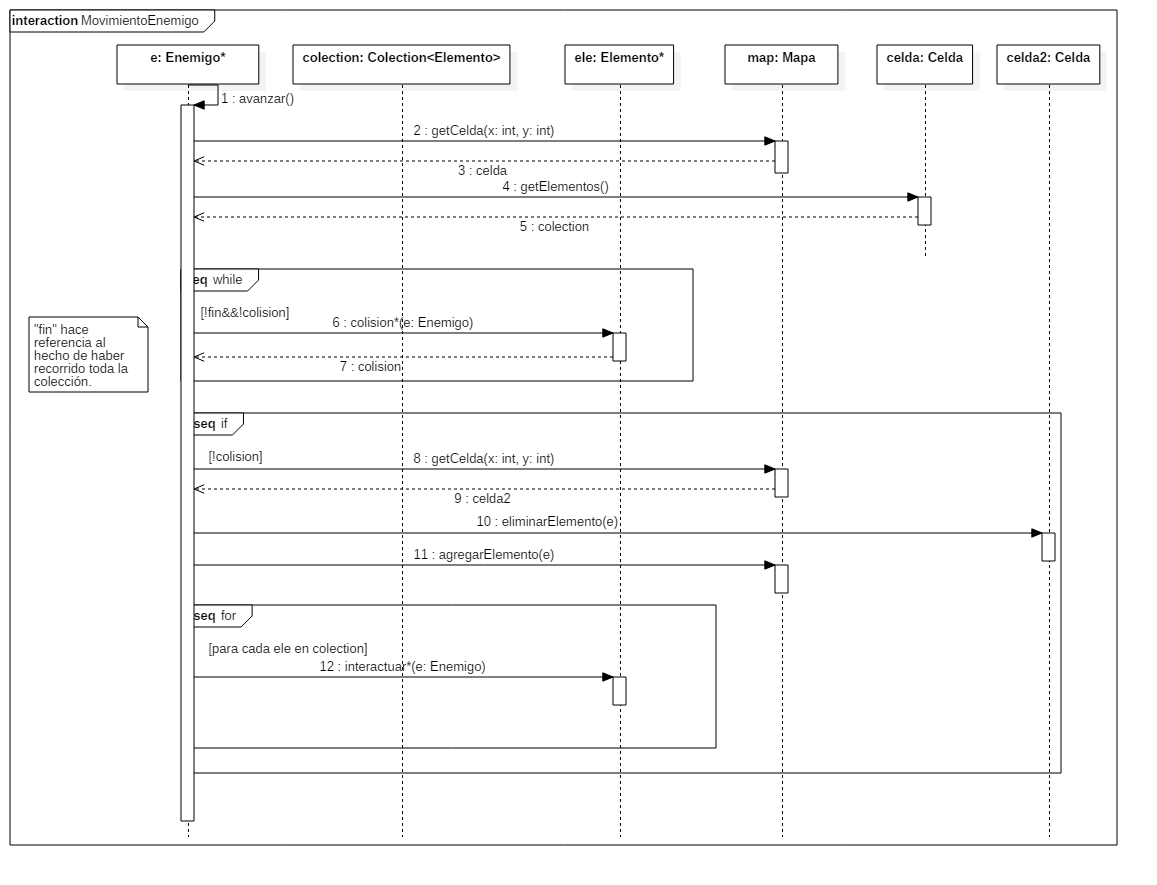 interaction MovimientoEnemigo
e: Enemigo*
colection: Colection<Elemento>
ele: Elemento*
map: Mapa
celda: Celda
celda2: Celda
1 : avanzar()
2 : getCelda(x: int, y: int)
3 : celda
4 : getElementos()
5 : colection
eq while
[!fin&&!colision]
6 : colision*(e: Enemigo)
"fin" hace
referencia al
hecho de haber
recorrido toda la
colección.
7 : colision
seq if
[!colision]
8 : getCelda(x: int, y: int)
9 : celda2
10 : eliminarElemento(e)
11 : agregarElemento(e)
seq for
[para cada ele en colection]
12 : interactuar*(e: Enemigo)